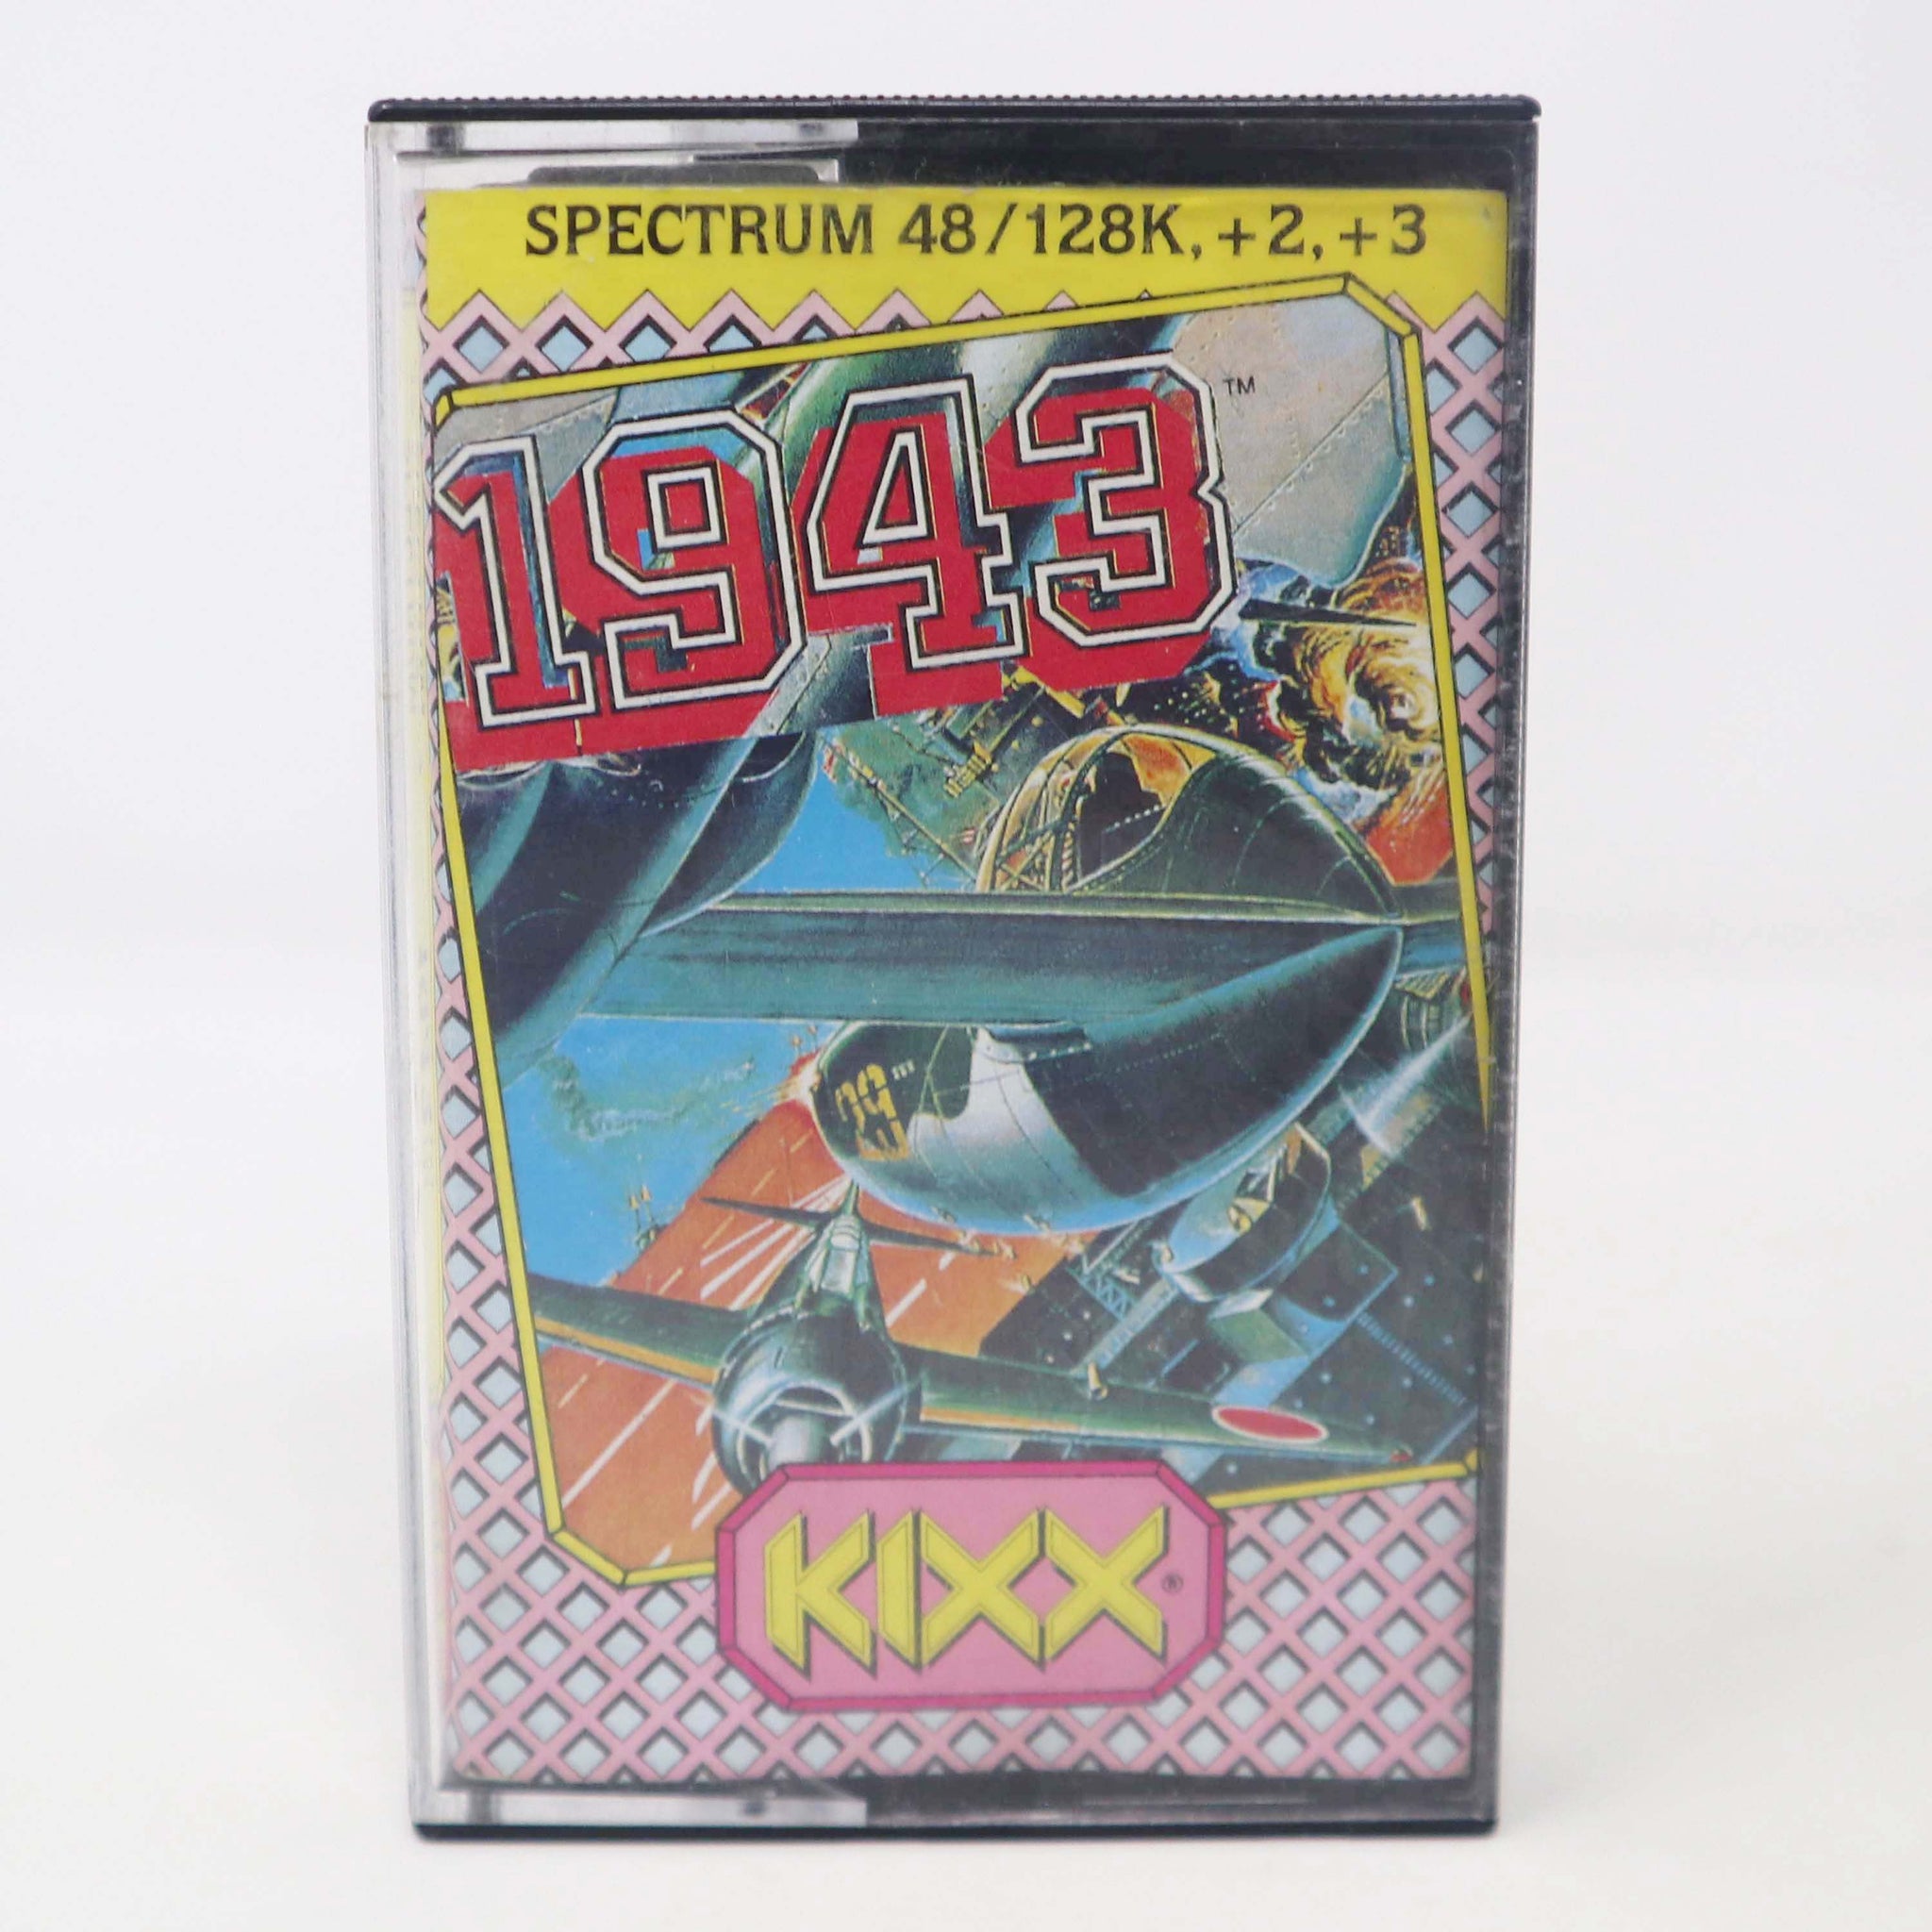 SPECTRUM 48/128K, +2, +3
1943™
KIXX®